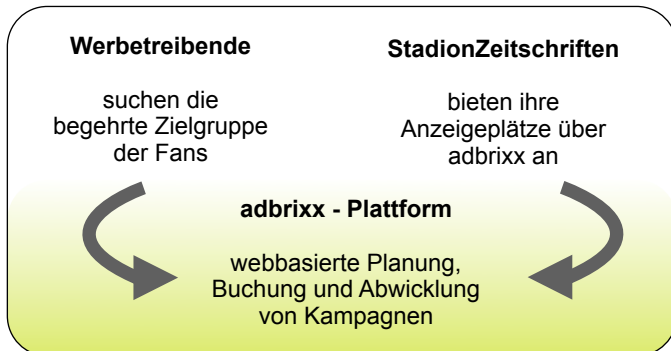 Werbetreibende
suchen die
begehrte Zielgruppe
der Fans
StadionZeitschriften
bieten ihre
Anzeigeplätze über
adbrixx an
adbrixx - Plattform
webbasierte Planung,
Buchung und Abwicklung
von Kampagnen